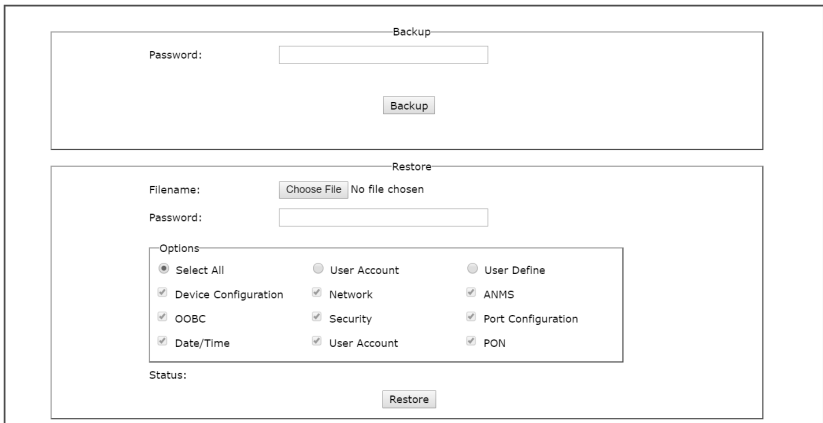 Backup
Password:
Backup
Restore
Filename: Choose File No file chosen
Password:
Options
Select All User Account User Define
Device Configuration Network ANMS
OOBC Security Port Configuration
Date/Time User Account PON
Status:
Restore